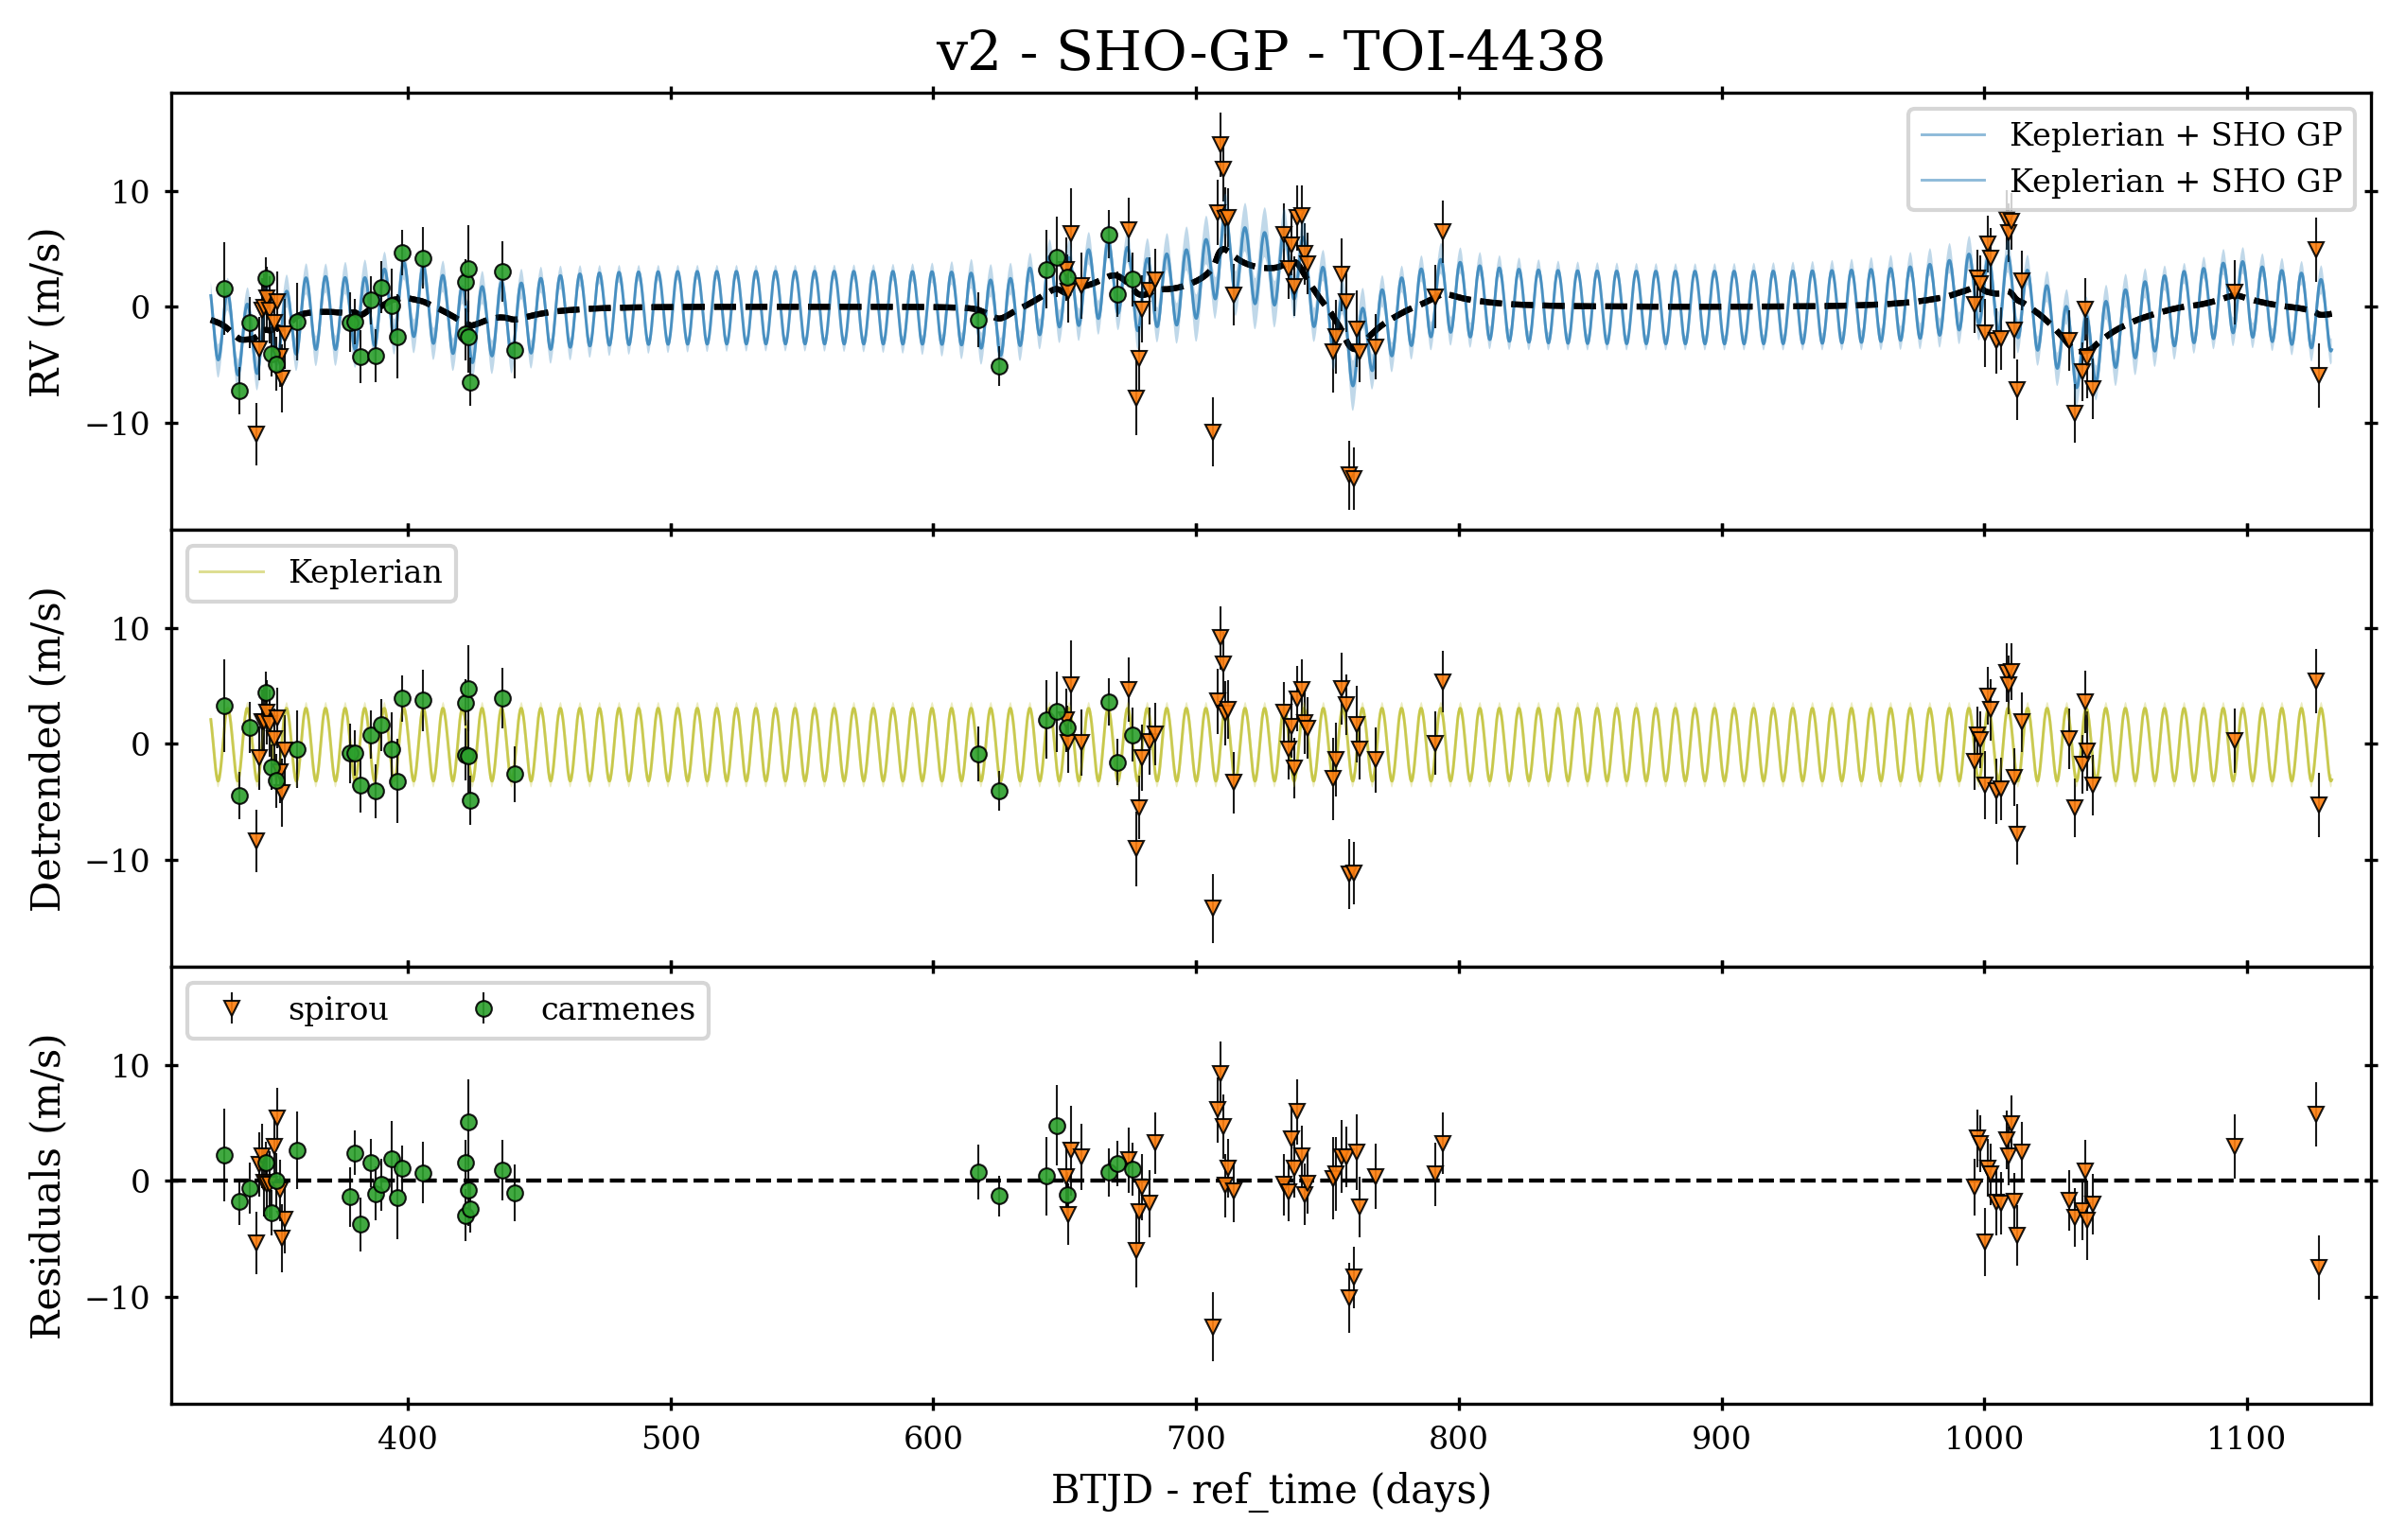 v2 - SHO-GP - TOI-4438
Keplerian + SHO GP
Keplerian + SHO GP
10
0
−10
RV (m/s)
Keplerian
10
0
−10
Detrended (m/s)
spirou carmenes
10
0
−10
Residuals (m/s)
400 500 600 700 800 900 1000 1100
BTJD - ref_time (days)